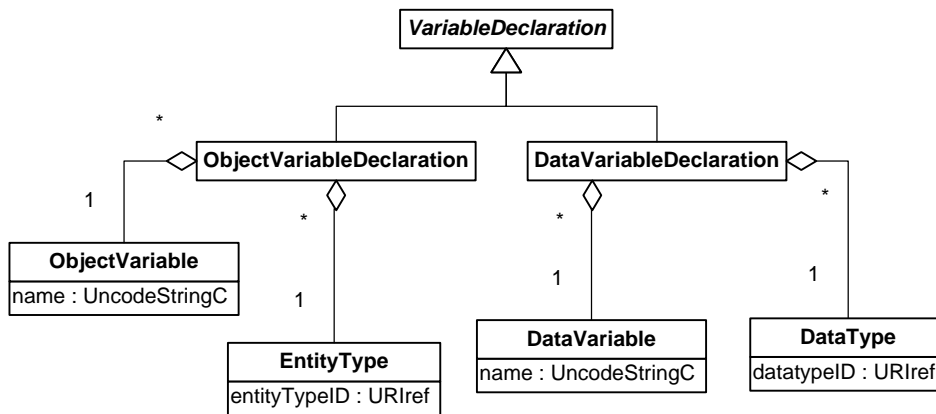 VariableDeclaration
*
ObjectVariableDeclaration
DataVariableDeclaration
1
*
*
*
ObjectVariable
name : UncodeStringC
1
1
1
EntityType
entityTypeID : URIref
DataVariable
name : UncodeStringC
DataType
datatypeID : URIref